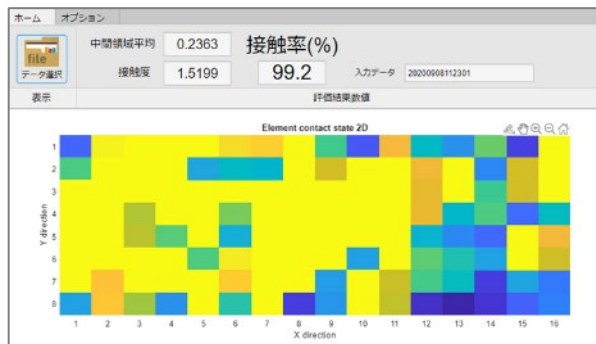 ホーム オプション
中間領域平均 0.2363 接触率(%)
file
データ選択 接触度 1.5199 99.2 入力データ 20200908112301
表示 評価結果数値
Element contact state 2D
1
2
3
4
5
6
7
8
Y direction
1 2 3 4 5 6 7 8 9 10 11 12 13 14 15 16
X direction